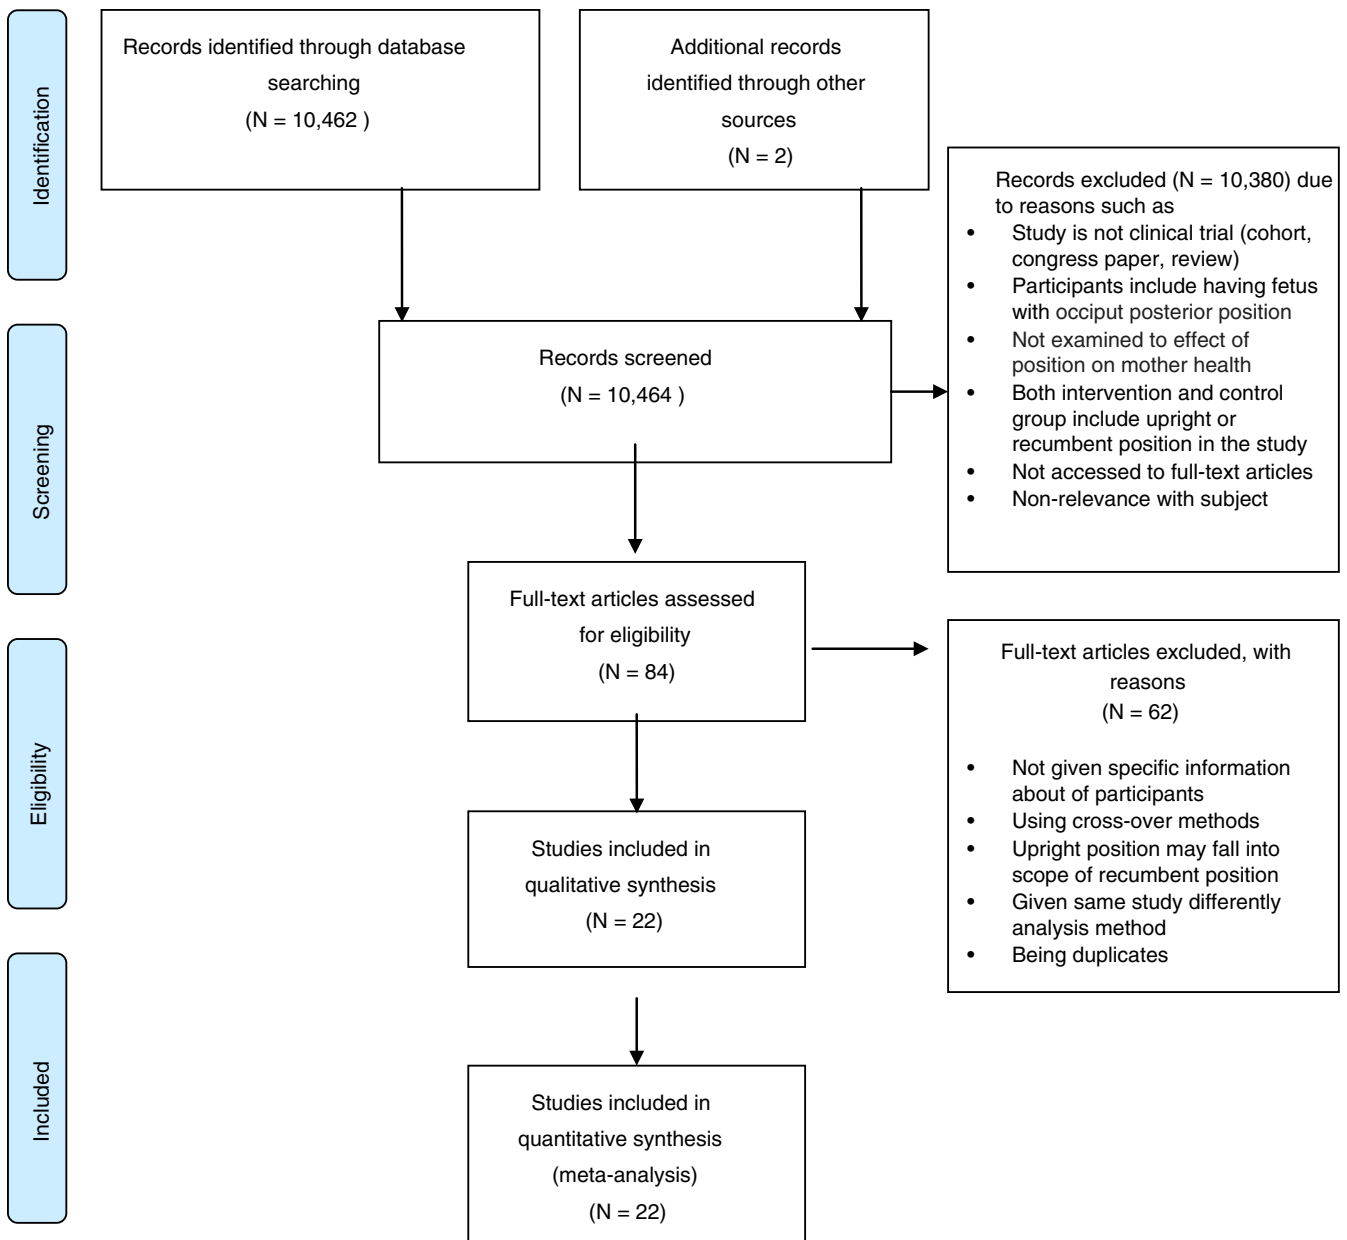 Identification
Records identified through database
searching
(N = 10,462 )
Additional records
identified through other
sources
(N = 2)
Records excluded (N = 10,380) due
to reasons such as
• Study is not clinical trial (cohort,
congress paper, review)
• Participants include having fetus
with occiput posterior position
• Not examined to effect of
position on mother health
• Both intervention and control
group include upright or
recumbent position in the study
• Not accessed to full-text articles
• Non-relevance with subject
Screening
Records screened
(N = 10,464 )
Eligibility
Full-text articles assessed
for eligibility
(N = 84)
Full-text articles excluded, with
reasons
(N = 62)
• Not given specific information
about of participants
• Using cross-over methods
• Upright position may fall into
scope of recumbent position
• Given same study differently
analysis method
• Being duplicates
Studies included in
qualitative synthesis
(N = 22)
Included
Studies included in
quantitative synthesis
(meta-analysis)
(N = 22)